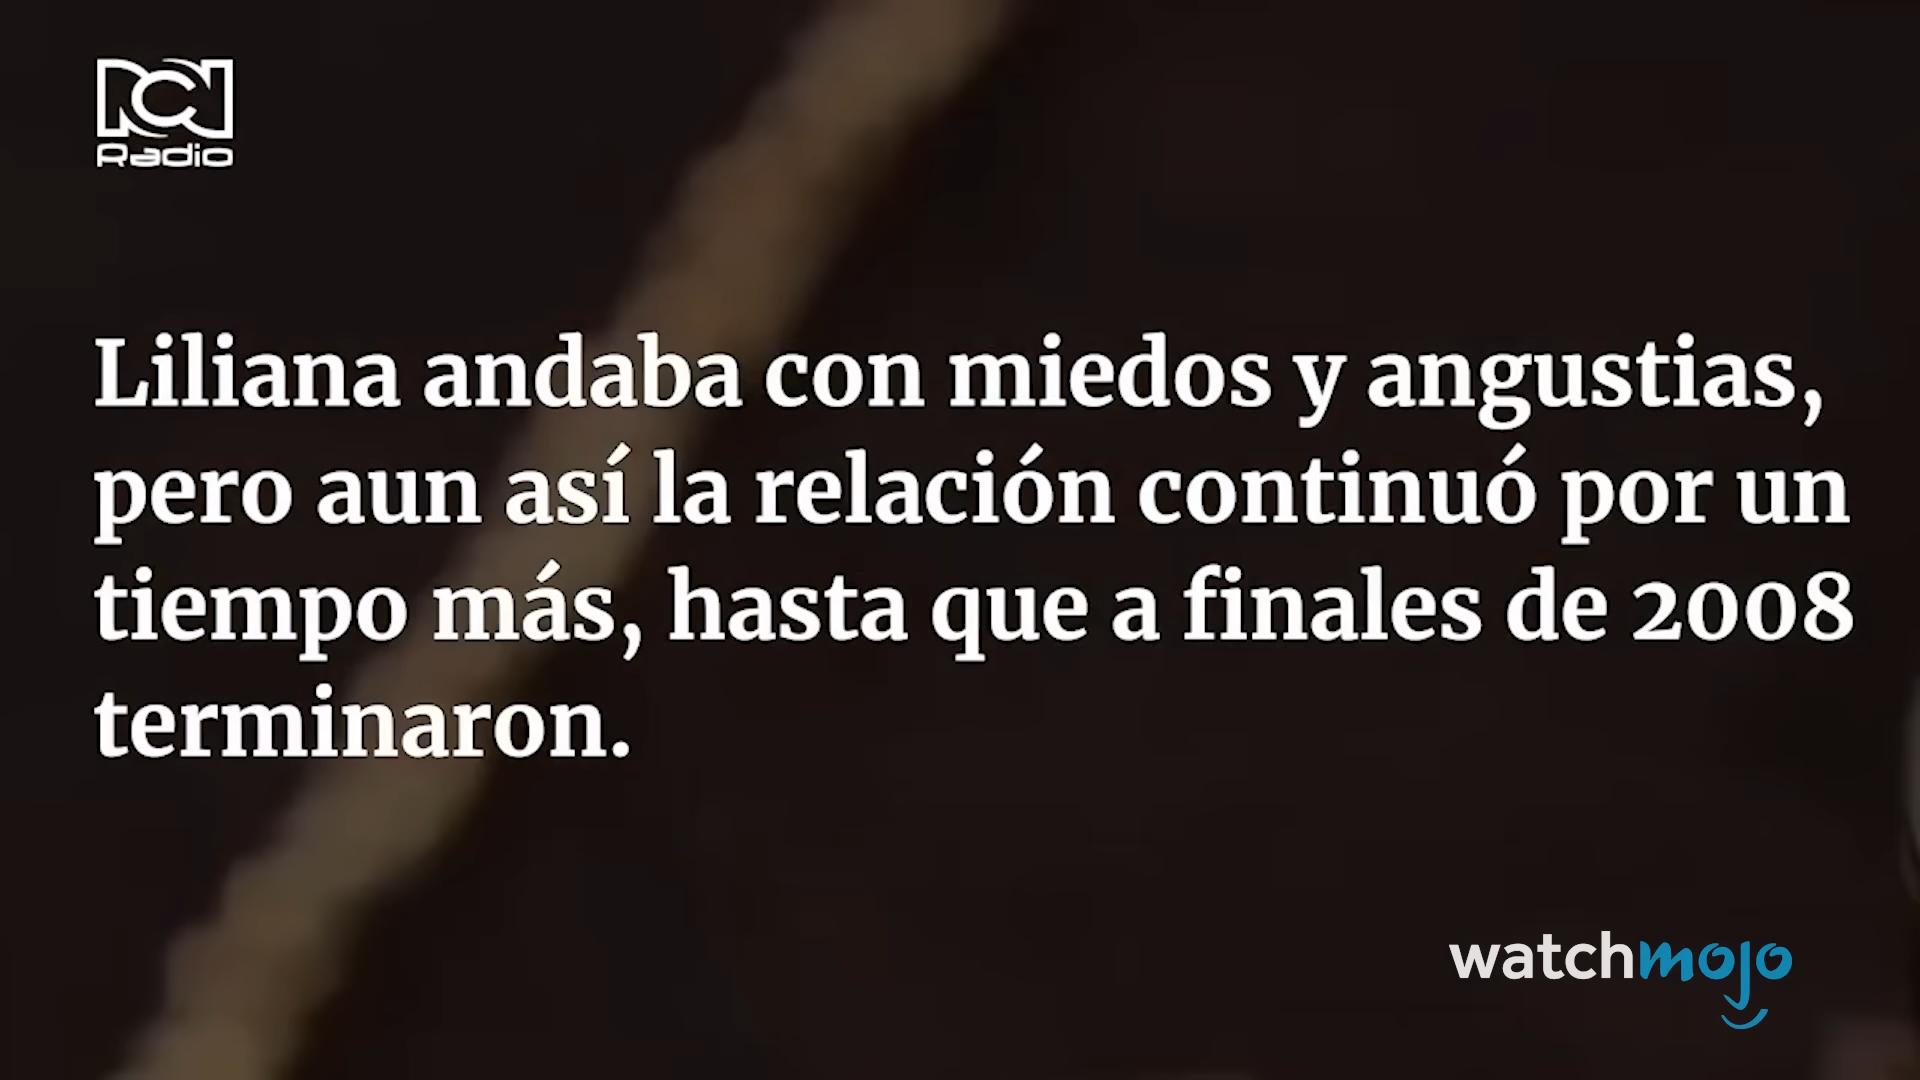 RCN
Radio
Liliana andaba con miedos y angustias,
pero aun así la relación continuó por un
tiempo más, hasta que a finales de 2008
terminaron.
watchmojo